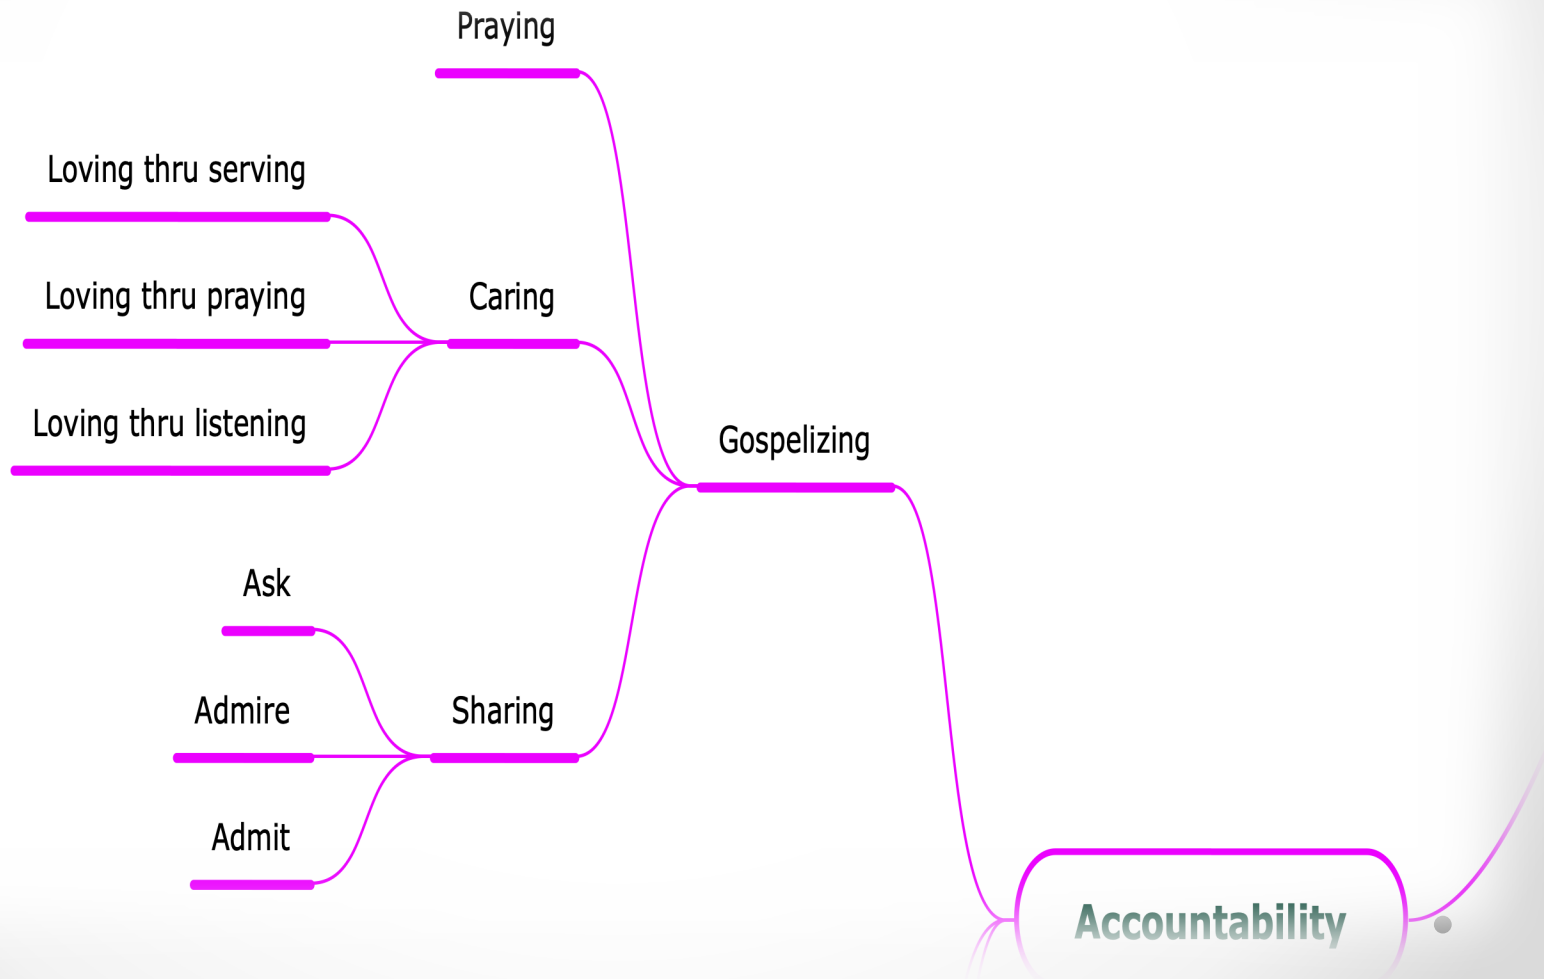 Praying
Loving thru serving
Loving thru praying
Caring
Loving thru listening
Gospelizing
Ask
Admire
Sharing
Admit
Accountability